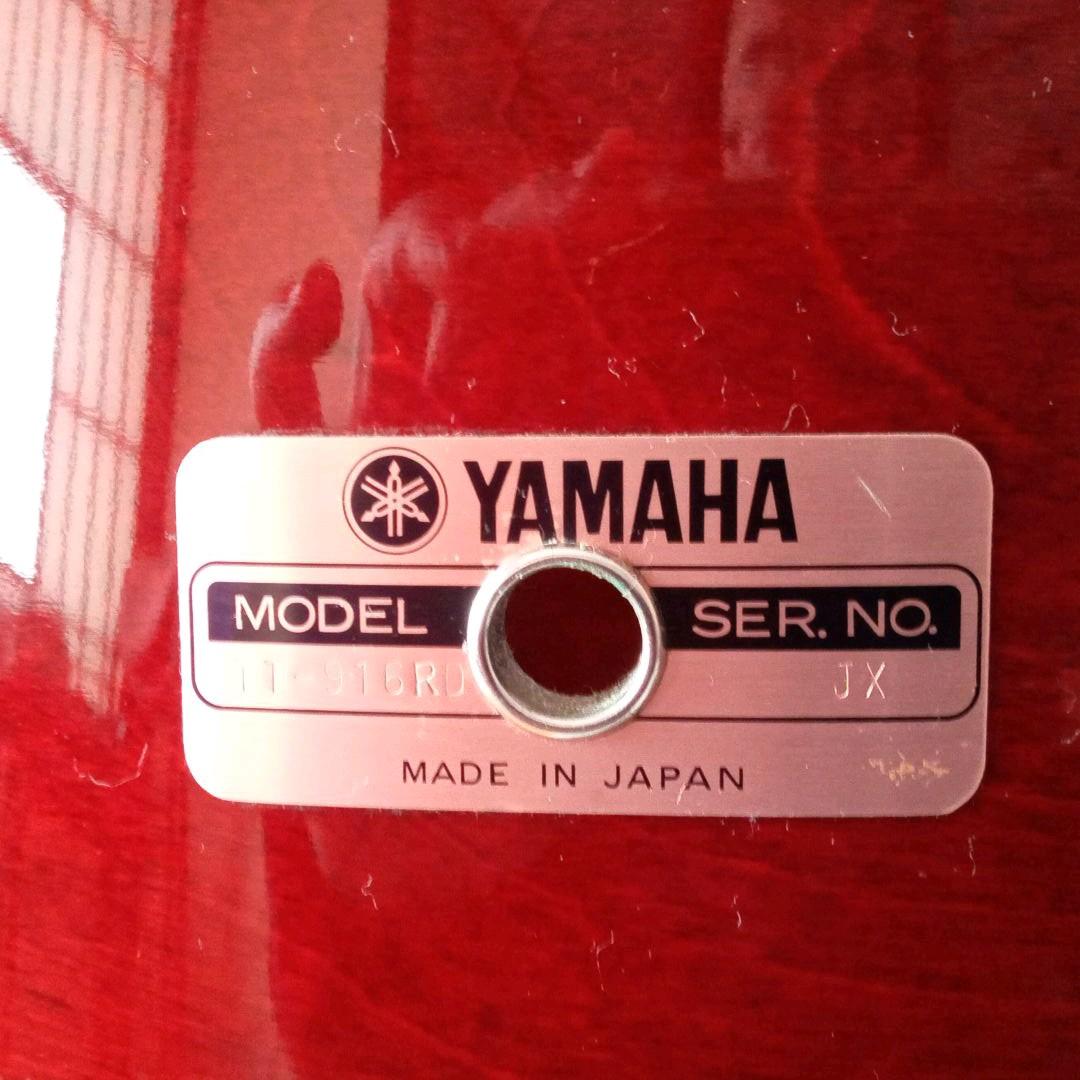 YAMAHA
MODEL SER. NO.
JX
MADE IN JAPAN